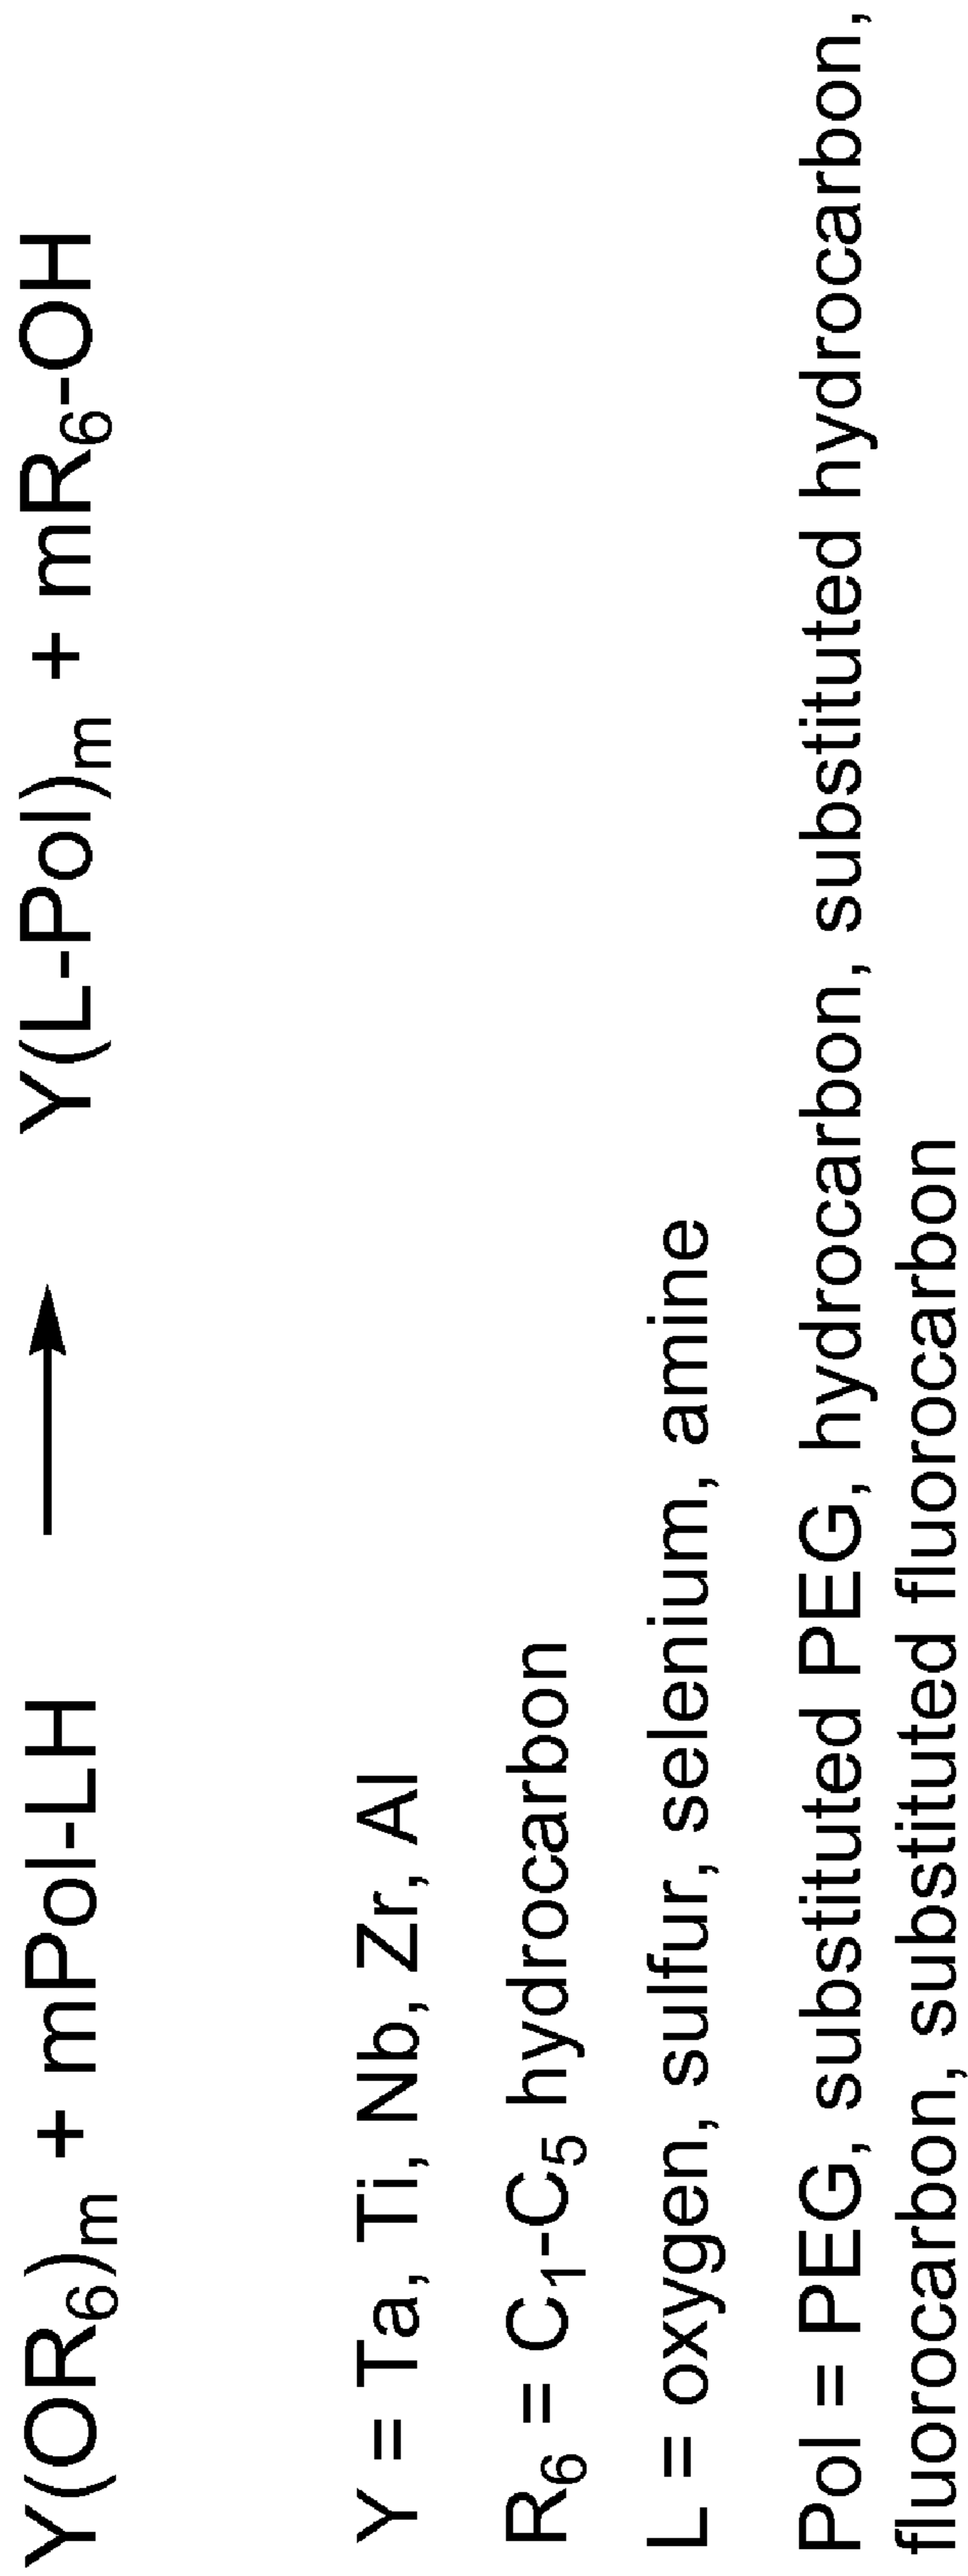 Y(OR₆)ₘ + mPol-LH ⟶ Y(L-Pol)ₘ + mR₆-OH
Y = Ta, Ti, Nb, Zr, Al
R₆ = C₁-C₅ hydrocarbon
L = oxygen, sulfur, selenium, amine
Pol = PEG, substituted PEG, hydrocarbon, substituted hydrocarbon,
fluorocarbon, substituted fluorocarbon